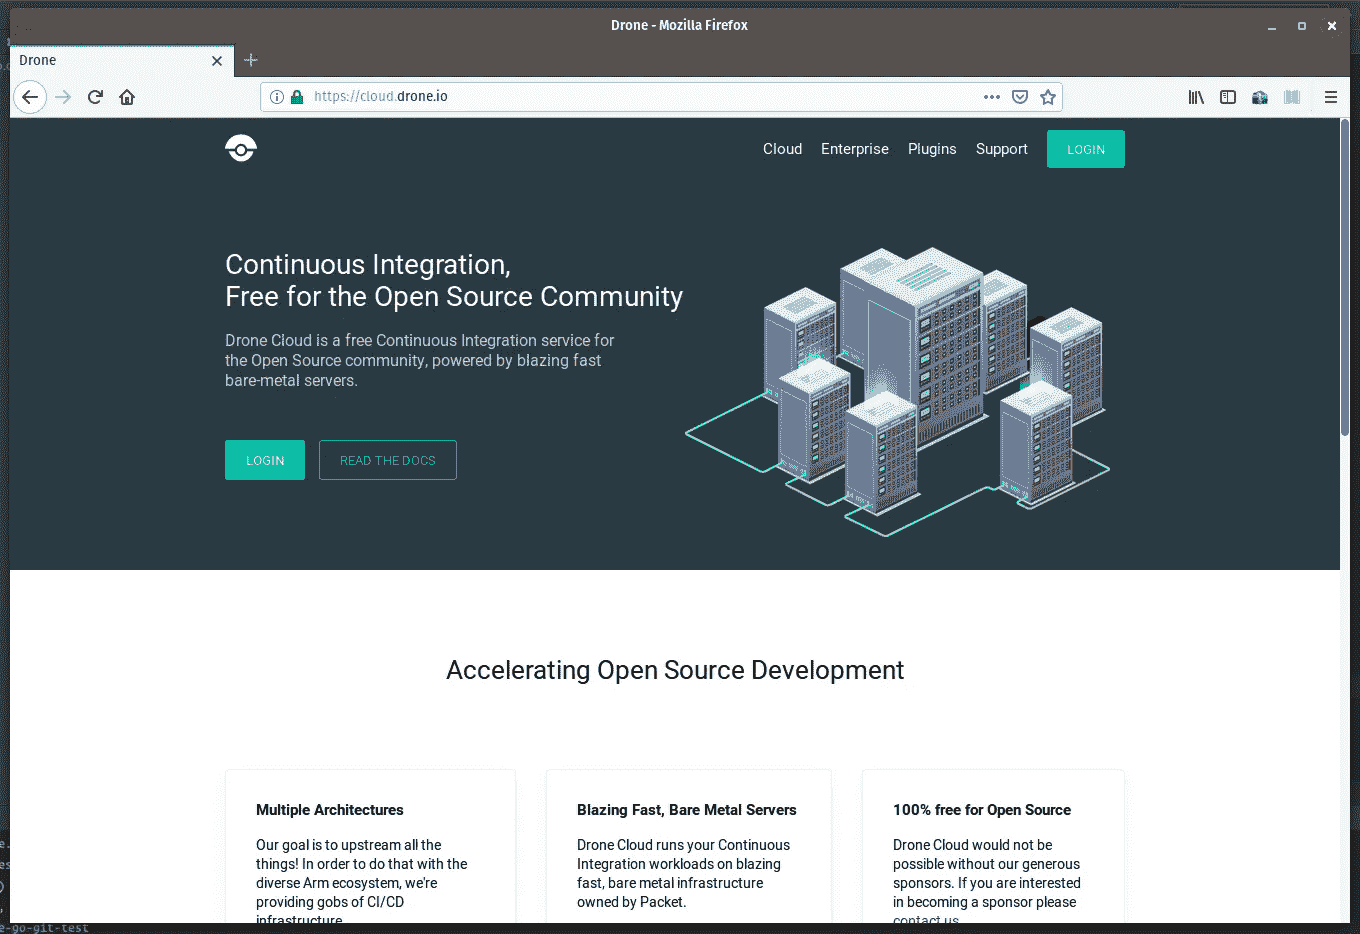 Drone - Mozilla Firefox
Drone
https://cloud.drone.io
Cloud Enterprise Plugins Support LOGIN
Continuous Integration,
Free for the Open Source Community
Drone Cloud is a free Continuous Integration service for
the Open Source community, powered by blazing fast
bare-metal servers.
LOGIN READ THE DOCS
Accelerating Open Source Development
Multiple Architectures
Our goal is to upstream all the
things! In order to do that with the
diverse Arm ecosystem, we're
providing gobs of CI/CD
infrastructure
Blazing Fast, Bare Metal Servers
Drone Cloud runs your Continuous
Integration workloads on blazing
fast, bare metal infrastructure
owned by Packet.
100% free for Open Source
Drone Cloud would not be
possible without our generous
sponsors. If you are interested
in becoming a sponsor please
contact us
e-go-git-test